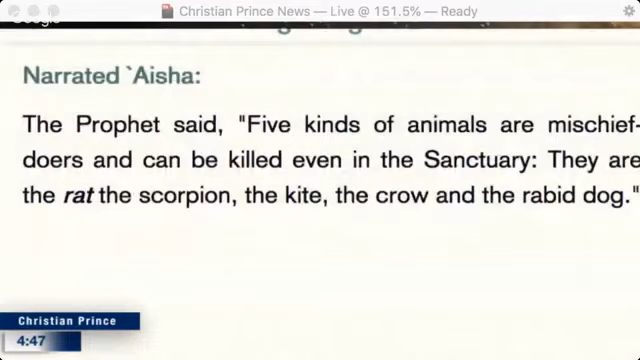 Christian Prince News — Live @ 151.5% — Ready
Narrated `Aisha:
The Prophet said, "Five kinds of animals are mischief-
doers and can be killed even in the Sanctuary: They are
the rat the scorpion, the kite, the crow and the rabid dog."
Christian Prince
4:47